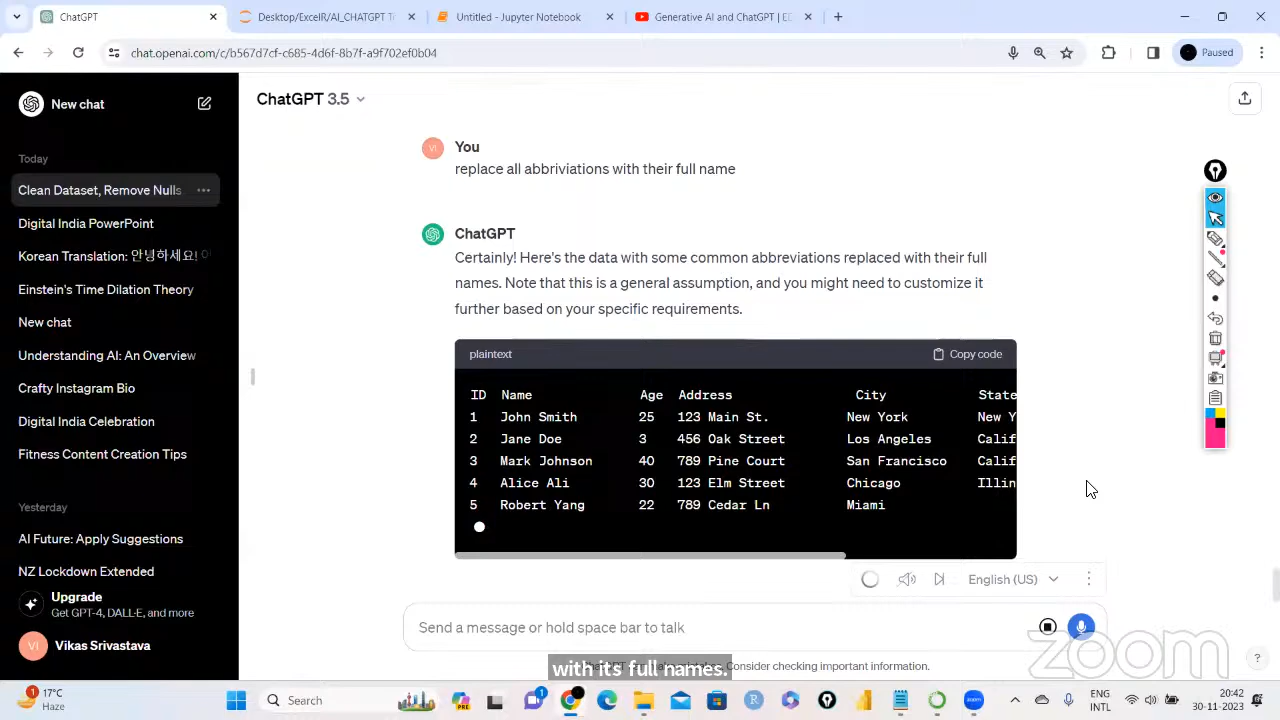 ChatGPT
Desktop/ExcelR/AI_CHATGPT T
Untitled - Jupyter Notebook
Generative AI and ChatGPT | E
chat.openai.com/c/b567d7cf-c685-4d6f-8b7f-a9f702ef0b04
Paused
New chat
ChatGPT 3.5
Today
Clean Dataset, Remove Nulls
Digital India PowerPoint
Korean Translation: 안녕하세요! 이
Einstein's Time Dilation Theory
New chat
Understanding AI: An Overview
Crafty Instagram Bio
Digital India Celebration
Fitness Content Creation Tips
Yesterday
AI Future: Apply Suggestions
NZ Lockdown Extended
Upgrade
Get GPT-4, DALL·E, and more
VI Vikas Srivastava
VI You
replace all abbriviations with their full name
ChatGPT
Certainly! Here's the data with some common abbreviations replaced with their full
names. Note that this is a general assumption, and you might need to customize it
further based on your specific requirements.
plaintext Copy code
ID Name Age Address City State
1 John Smith 25 123 Main St. New York New Y
2 Jane Doe 3 456 Oak Street Los Angeles Calif
3 Mark Johnson 40 789 Pine Court San Francisco Calif
4 Alice Ali 30 123 Elm Street Chicago Illin
5 Robert Yang 22 789 Cedar Ln Miami
English (US)
Send a message or hold space bar to talk
zoom
with its full names.
Consider checking important information.
?
1
17°C
Haze
Search
PRE
1
R
zoom
ENG
INTL
20:42
30-11-2023